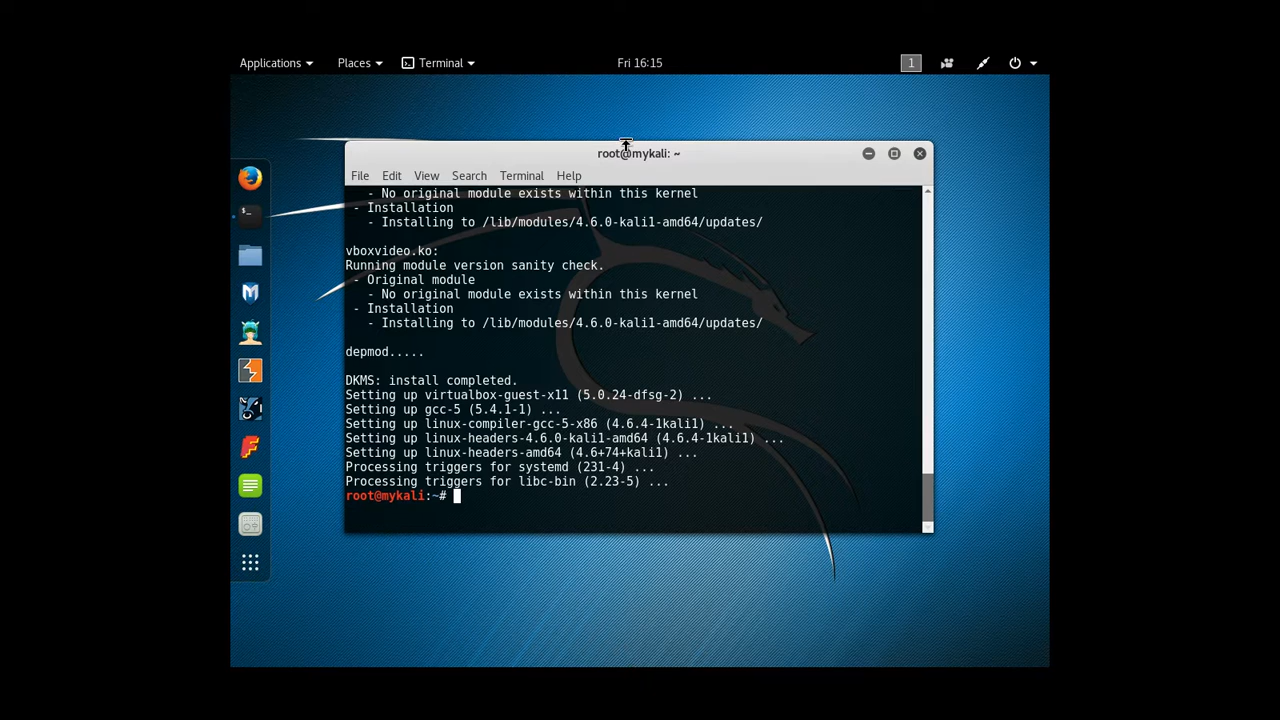 Applications Places Terminal Fri 16:15 1
root@mykali: ~
File Edit View Search Terminal Help
- No original module exists within this kernel
- Installation
- Installing to /lib/modules/4.6.0-kali1-amd64/updates/
vboxvideo.ko:
Running module version sanity check.
- Original module
- No original module exists within this kernel
- Installation
- Installing to /lib/modules/4.6.0-kali1-amd64/updates/
depmod.....
DKMS: install completed.
Setting up virtualbox-guest-x11 (5.0.24-dfsg-2) ...
Setting up gcc-5 (5.4.1-1) ...
Setting up linux-compiler-gcc-5-x86 (4.6.4-1kali1) ...
Setting up linux-headers-4.6.0-kali1-amd64 (4.6.4-1kali1) ...
Setting up linux-headers-amd64 (4.6+74+kali1) ...
Processing triggers for systemd (231-4) ...
Processing triggers for libc-bin (2.23-5) ...
root@mykali:~#